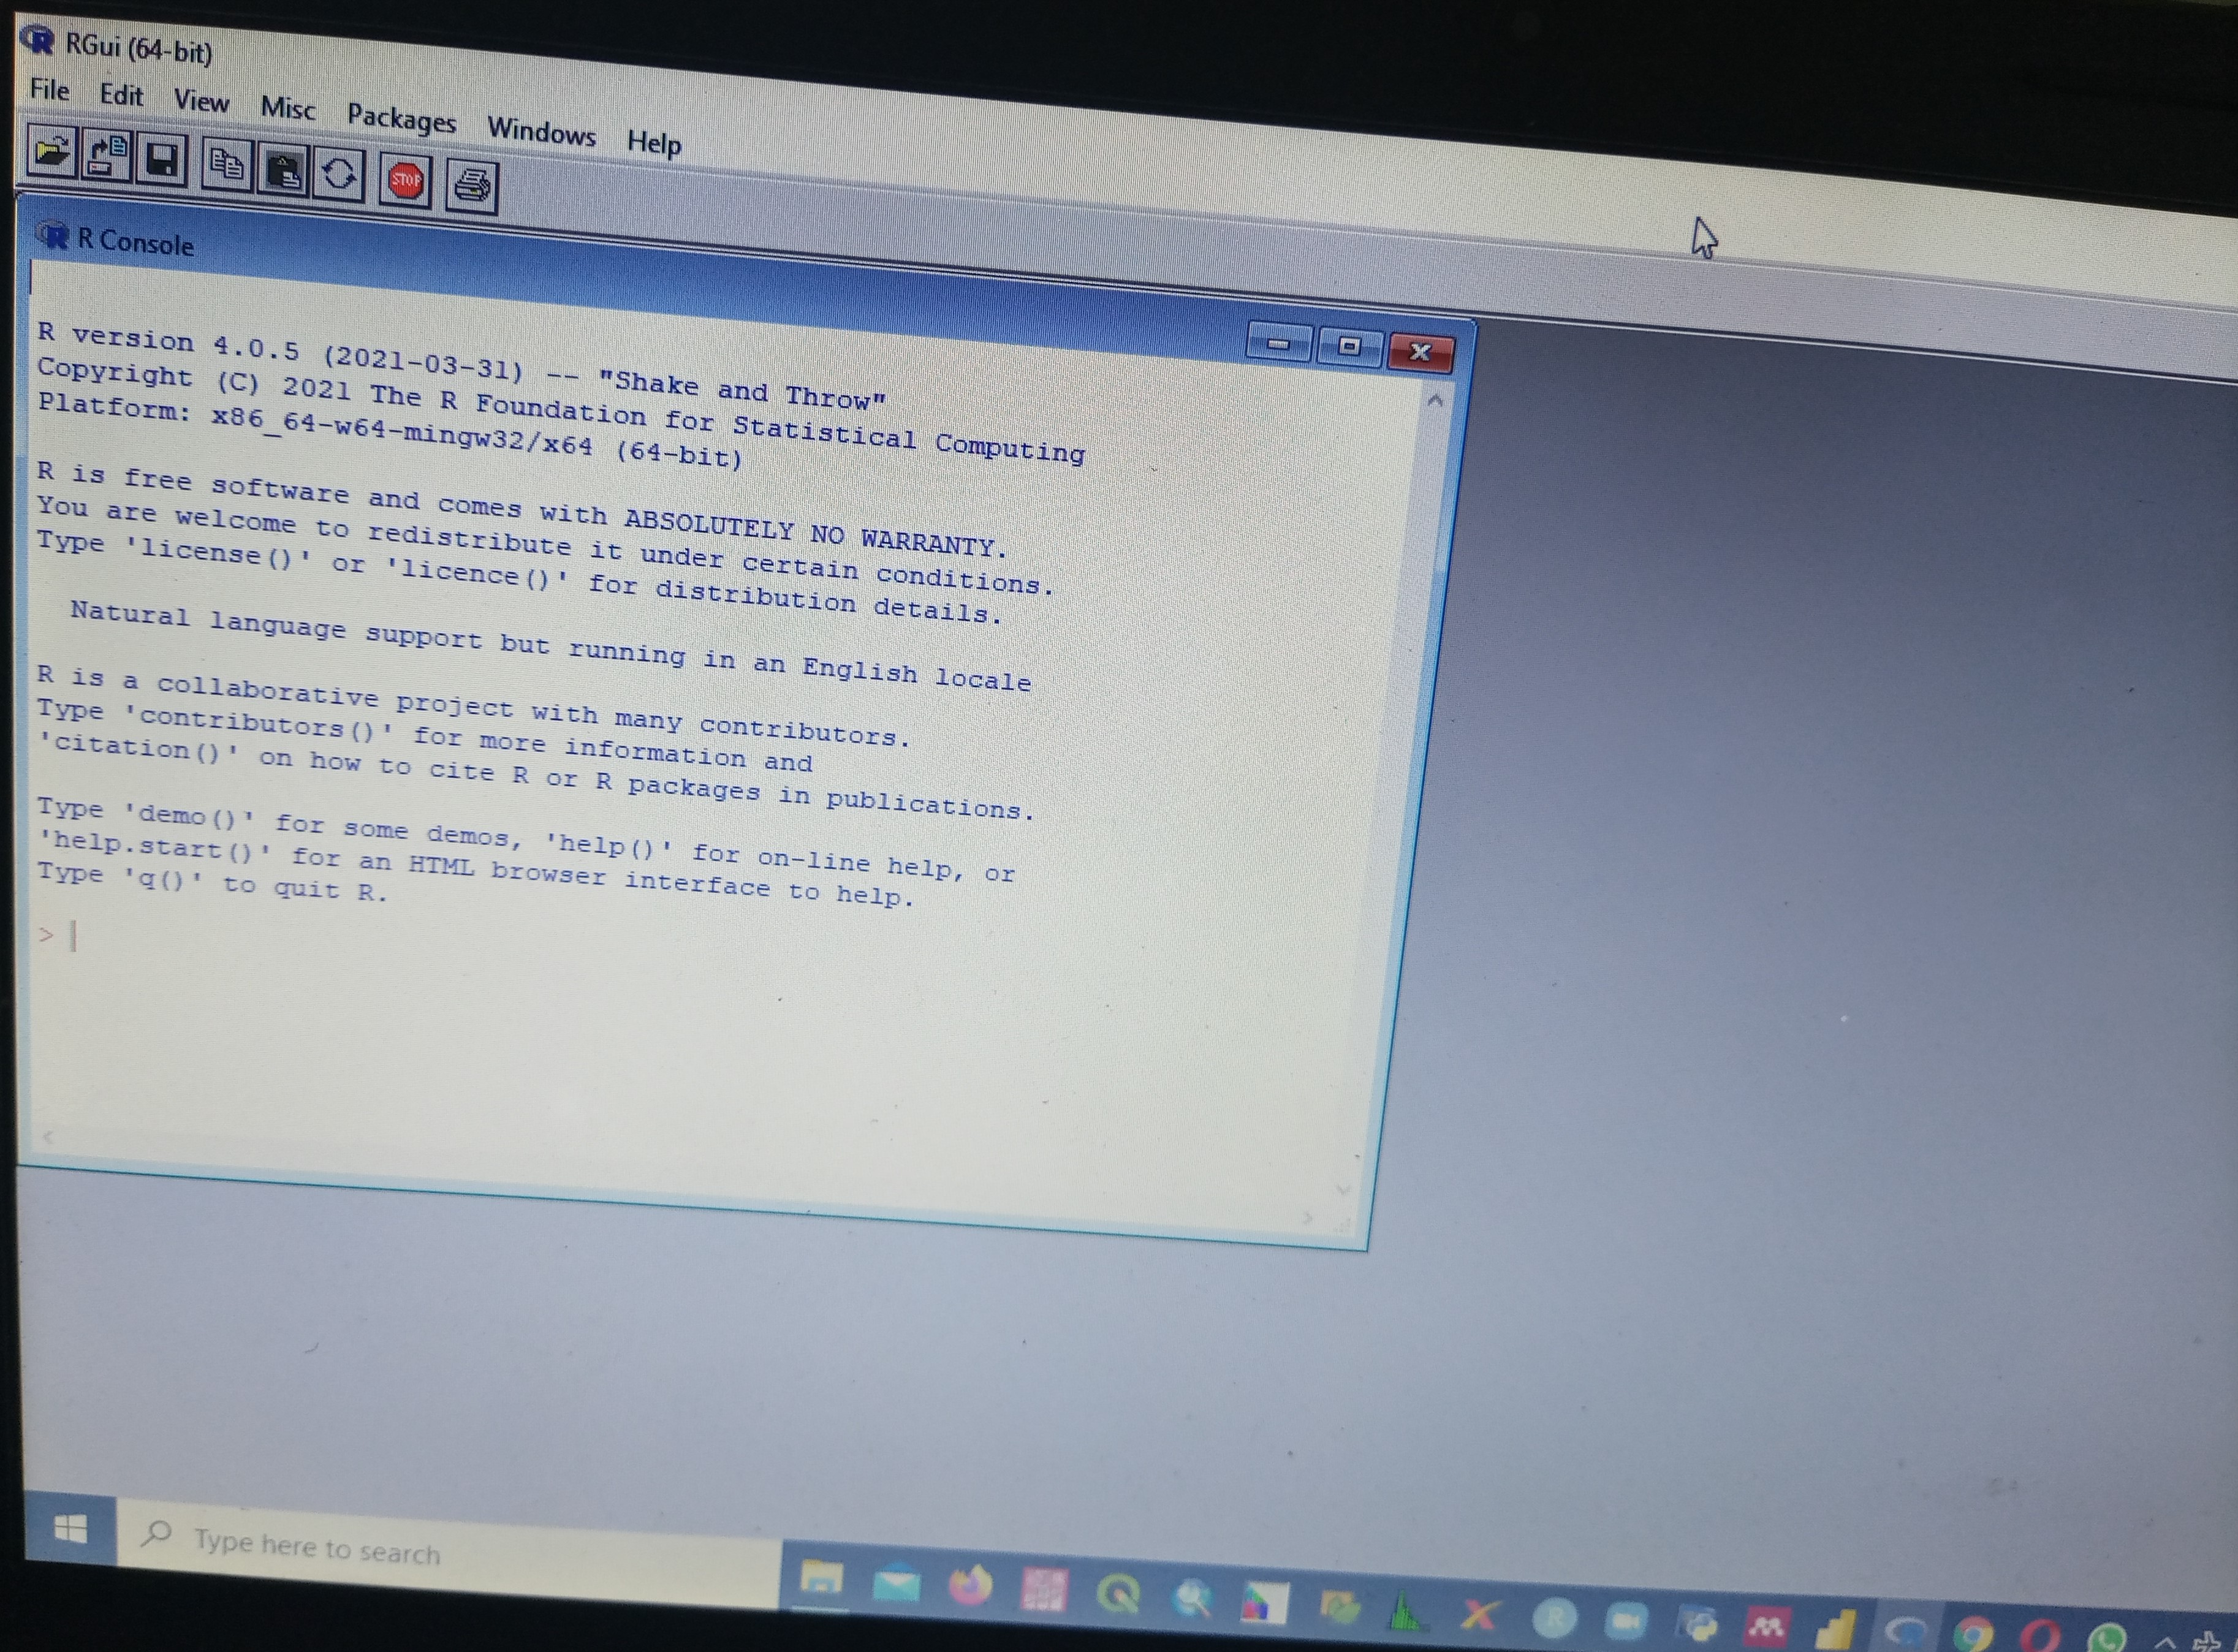 RGui (64-bit)
File Edit View Misc Packages Windows Help
STOP
R Console
R version 4.0.5 (2021-03-31) -- "Shake and Throw"
Copyright (C) 2021 The R Foundation for Statistical Computing
Platform: x86_64-w64-mingw32/x64 (64-bit)
R is free software and comes with ABSOLUTELY NO WARRANTY.
You are welcome to redistribute it under certain conditions.
Type 'license()' or 'licence()' for distribution details.
Natural language support but running in an English locale
R is a collaborative project with many contributors.
Type 'contributors()' for more information and
'citation()' on how to cite R or R packages in publications.
Type 'demo()' for some demos, 'help()' for on-line help, or
'help.start()' for an HTML browser interface to help.
Type 'q()' to quit R.
>
Type here to search